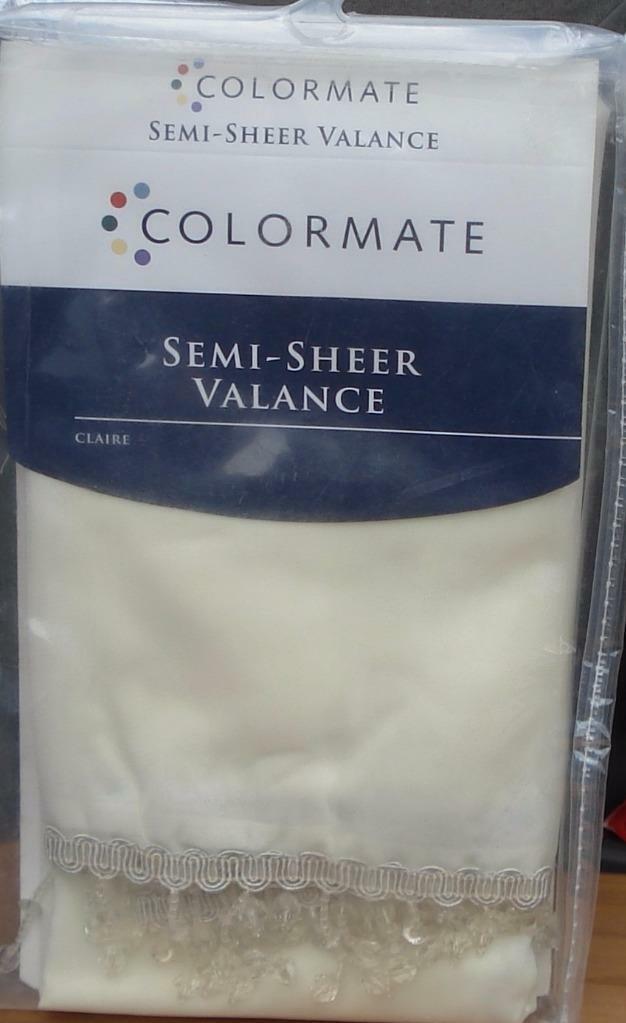 COLORMATE
SEMI-SHEER VALANCE
COLORMATE
SEMI-SHEER
VALANCE
CLAIRE